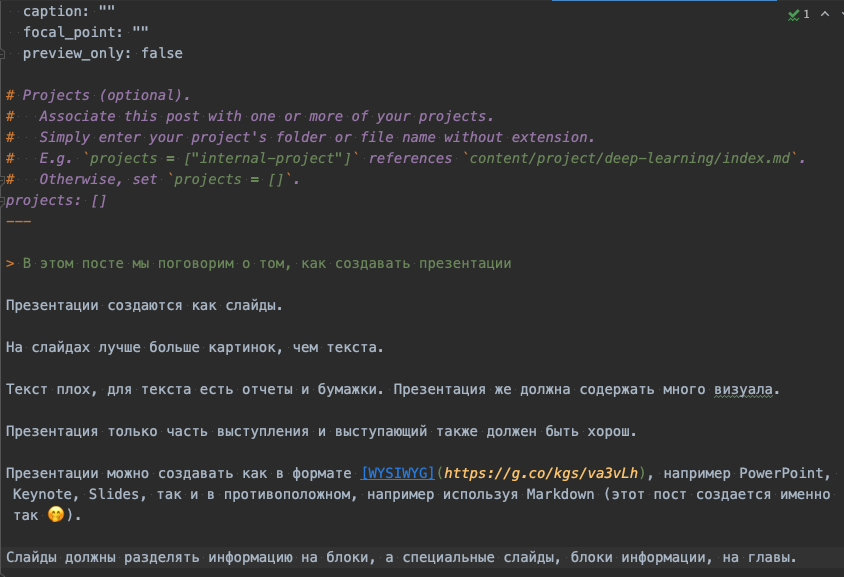 caption: ""
focal_point: ""
preview_only: false
1
# Projects (optional).
#   Associate this post with one or more of your projects.
#   Simply enter your project's folder or file name without extension.
#   E.g. `projects = ["internal-project"]` references `content/project/deep-learning/index.md`.
#   Otherwise, set `projects = []`.
projects: []
---
> В этом посте мы поговорим о том, как создавать презентации
Презентации создаются как слайды.
На слайдах лучше больше картинок, чем текста.
Текст плох, для текста есть отчеты и бумажки. Презентация же должна содержать много визуала.
Презентация только часть выступления и выступающий также должен быть хорош.
Презентации можно создавать как в формате [WYSIWYG](https://g.co/kgs/va3vLh), например PowerPoint,
Keynote, Slides, так и в противоположном, например используя Markdown (этот пост создается именно
так 🤭).
Слайды должны разделять информацию на блоки, а специальные слайды, блоки информации, на главы.